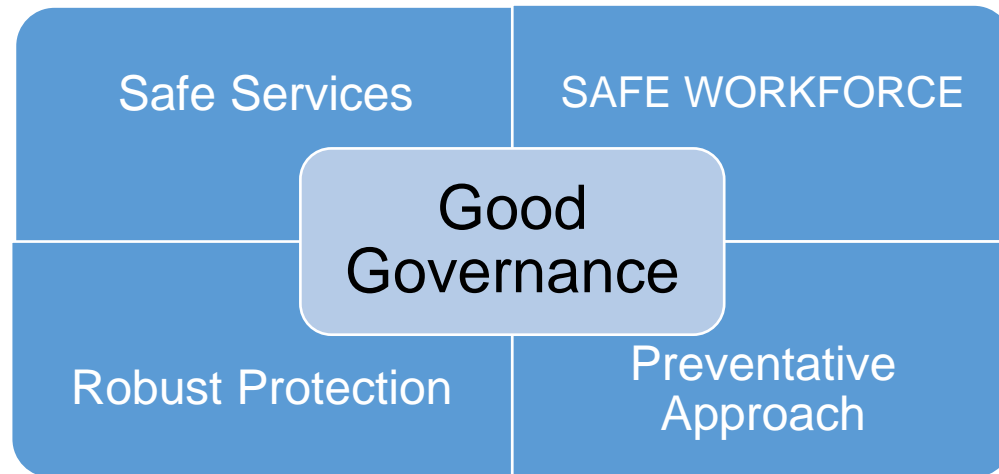 Safe Services
SAFE WORKFORCE
Good
Governance
Robust Protection
Preventative
Approach